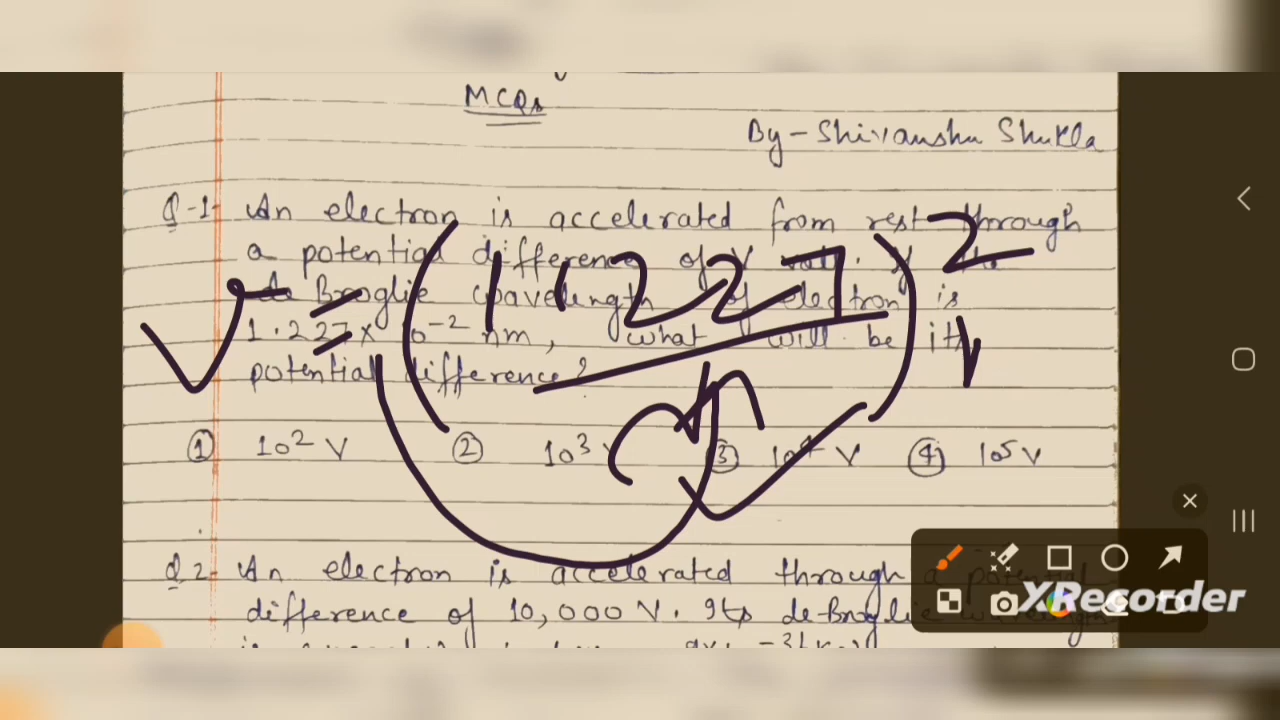 MCQs
By - Shivanshu Shukla
Q-1- An electron is accelerated from rest through
a potential difference of V volt. If
de Broglie wavelength of electron is
1.227 x 10⁻² nm, what will be its
potential difference?
(1.227)²
① 10² V ② 10³ V ③ 10⁴ V ④ 10⁵ V
Q.2- An electron is accelerated through a potential
difference of 10,000 V. Its de-Broglie wavelength
XRecorder